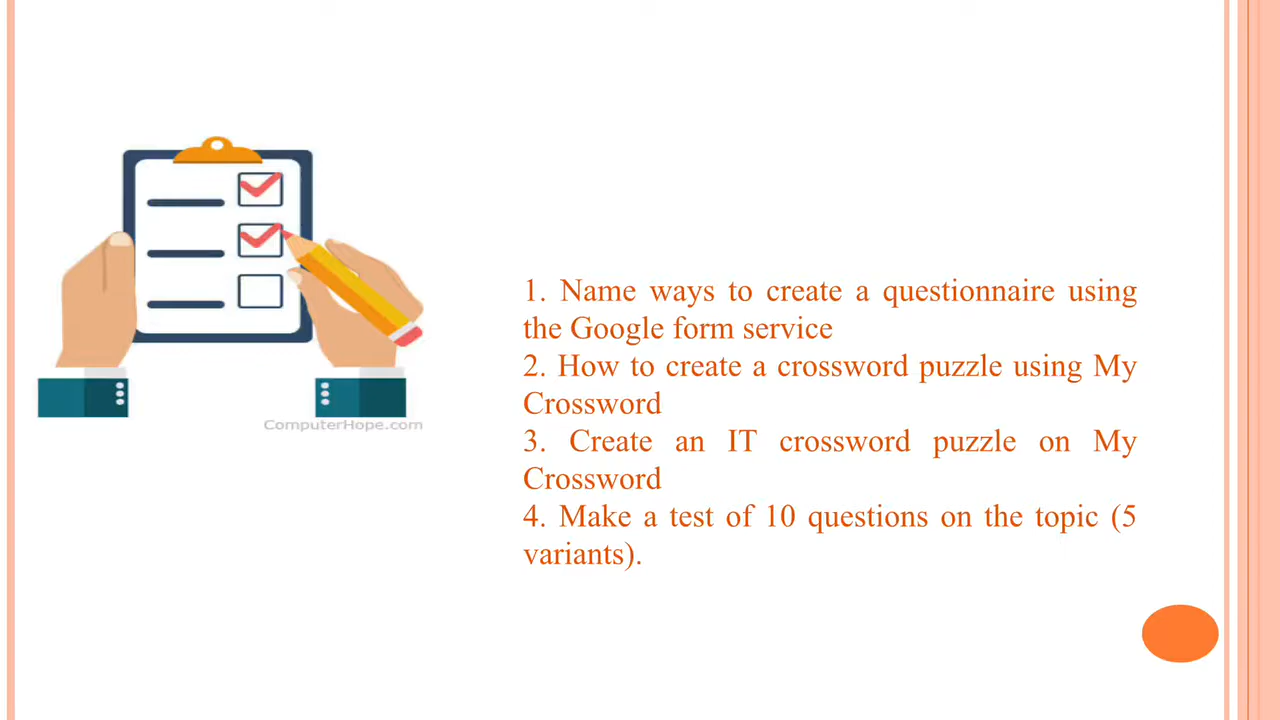 ComputerHope.com
1. Name ways to create a questionnaire using
the Google form service
2. How to create a crossword puzzle using My
Crossword
3. Create an IT crossword puzzle on My
Crossword
4. Make a test of 10 questions on the topic (5
variants).